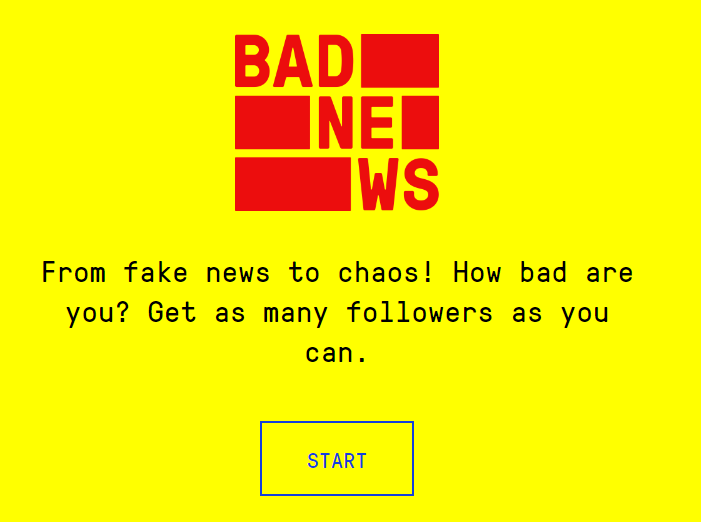 BAD
NE
WS
From fake news to chaos! How bad are
you? Get as many followers as you
can.
START